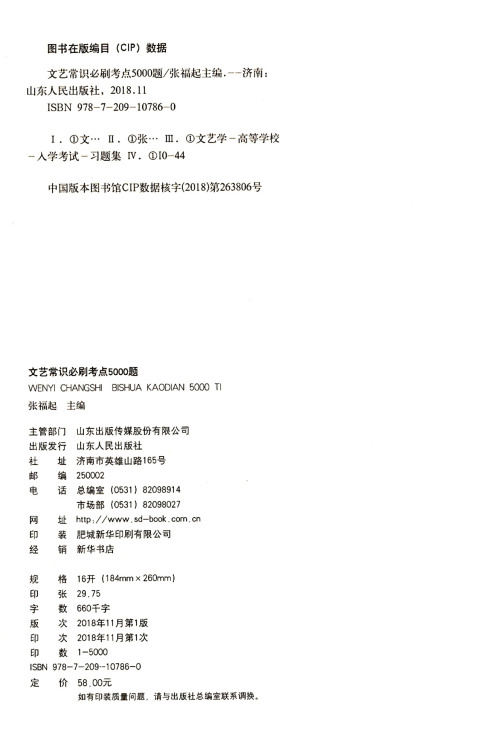 图书在版编目（CIP）数据
文艺常识必刷考点5000题/张福起主编.--济南：
山东人民出版社，2018.11
ISBN 978-7-209-10786-0
Ⅰ．①文… Ⅱ．①张… Ⅲ．①文艺学－高等学校
－入学考试－习题集 Ⅳ．①I0-44
中国版本图书馆CIP数据核字(2018)第263806号
文艺常识必刷考点5000题
WENYI CHANGSHI BISHUA KAODIAN 5000 TI
张福起 主编
主管部门 山东出版传媒股份有限公司
出版发行 山东人民出版社
社 址 济南市英雄山路165号
邮 编 250002
电 话 总编室 (0531) 82098914
市场部 (0531) 82098027
网 址 http://www.sd-book.com.cn
印 装 肥城新华印刷有限公司
经 销 新华书店
规 格 16开 (184mm×260mm)
印 张 29.75
字 数 660千字
版 次 2018年11月第1版
印 次 2018年11月第1次
印 数 1-5000
ISBN 978-7-209-10786-0
定 价 58.00元
如有印装质量问题，请与出版社总编室联系调换。